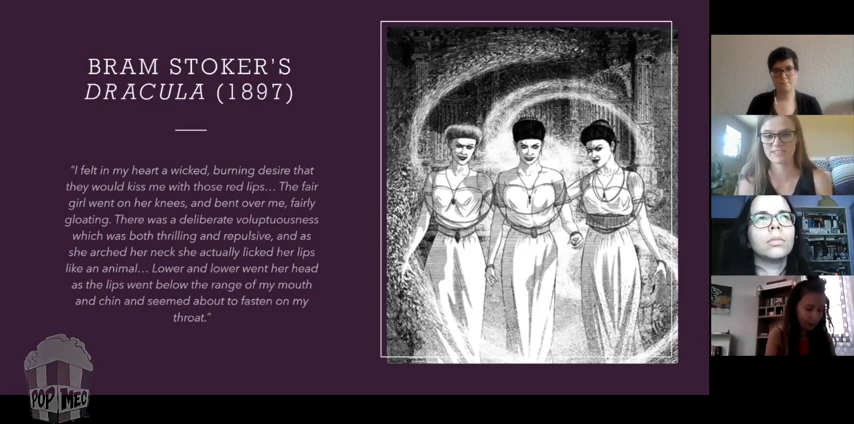 BRAM STOKER'S
DRACULA (1897)
"I felt in my heart a wicked, burning desire that
they would kiss me with those red lips… The fair
girl went on her knees, and bent over me, fairly
gloating. There was a deliberate voluptuousness
which was both thrilling and repulsive, and as
she arched her neck she actually licked her lips
like an animal… Lower and lower went her head
as the lips went below the range of my mouth
and chin and seemed about to fasten on my
throat."
POP MEC